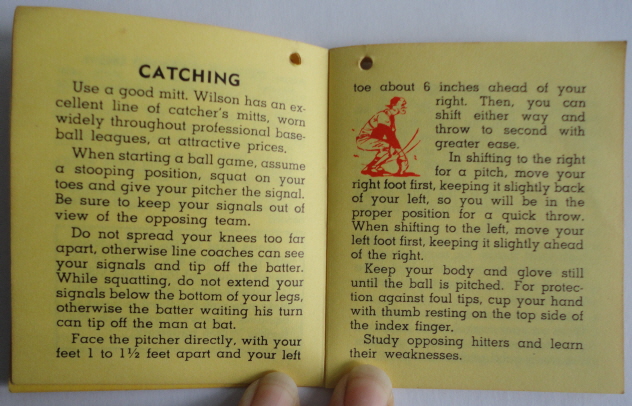 CATCHING
Use a good mitt. Wilson has an ex-
cellent line of catcher's mitts, worn
widely throughout professional base-
ball leagues, at attractive prices.
When starting a ball game, assume
a stooping position, squat on your
toes and give your pitcher the signal.
Be sure to keep your signals out of
view of the opposing team.
Do not spread your knees too far
apart, otherwise line coaches can see
your signals and tip off the batter.
While squatting, do not extend your
signals below the bottom of your legs,
otherwise the batter waiting his turn
can tip off the man at bat.
Face the pitcher directly, with your
feet 1 to 1½ feet apart and your left
toe about 6 inches ahead of your
right. Then, you can
shift either way and
throw to second with
greater ease.
In shifting to the right
for a pitch, move your
right foot first, keeping it slightly back
of your left, so you will be in the
proper position for a quick throw.
When shifting to the left, move your
left foot first, keeping it slightly ahead
of the right.
Keep your body and glove still
until the ball is pitched. For protec-
tion against foul tips, cup your hand
with thumb resting on the top side of
the index finger.
Study opposing hitters and learn
their weaknesses.